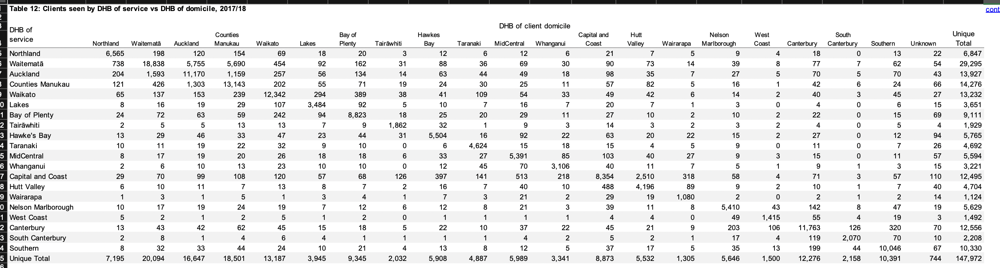 Table 12: Clients seen by DHB of service vs DHB of domicile, 2017/18 cont
DHB of client domicile
DHB of service Northland Waitematā Auckland Counties Manukau Waikato Lakes Bay of Plenty Tairāwhiti Hawkes Bay Taranaki MidCentral Whanganui Capital and Coast Hutt Valley Wairarapa Nelson Marlborough West Coast Canterbury South Canterbury Southern Unknown Unique Total
5 Northland 6,565 198 120 154 69 18 20 3 12 6 12 6 21 7 5 9 4 18 0 13 22 6,847
6 Waitematā 738 18,838 5,755 5,690 454 92 162 31 88 36 69 30 90 73 14 39 8 77 7 62 54 29,295
7 Auckland 204 1,593 11,170 1,159 257 56 134 14 63 44 49 18 98 35 7 27 5 70 5 70 43 13,927
8 Counties Manukau 121 426 1,303 13,143 202 55 71 19 24 30 25 11 57 82 5 16 1 42 6 24 66 14,276
9 Waikato 65 137 153 239 12,342 294 389 38 41 109 54 33 49 42 6 14 2 40 3 45 27 13,232
0 Lakes 8 16 19 29 107 3,484 92 5 10 7 16 7 20 7 1 3 0 4 0 6 15 3,651
1 Bay of Plenty 24 72 63 59 242 94 8,823 18 25 20 29 11 27 10 2 10 2 22 0 15 69 9,111
2 Tairāwhiti 2 5 5 13 13 7 9 1,862 32 1 9 3 14 3 2 3 2 4 0 5 4 1,929
3 Hawke's Bay 13 29 46 33 47 23 44 31 5,504 16 92 22 63 20 22 15 2 27 0 12 94 5,765
4 Taranaki 10 11 19 22 32 9 10 0 6 4,624 15 18 15 4 5 9 0 11 0 7 26 4,692
5 MidCentral 8 17 19 20 26 18 18 6 33 27 5,391 85 103 40 27 9 3 15 0 11 57 5,594
6 Whanganui 2 6 10 13 23 10 10 0 12 45 70 3,106 40 11 7 5 1 9 1 3 15 3,221
7 Capital and Coast 29 70 99 108 120 57 68 126 397 141 513 218 8,354 2,510 318 58 4 71 3 57 110 12,495
8 Hutt Valley 6 10 11 7 13 8 7 2 16 7 40 10 488 4,196 89 9 2 10 1 7 40 4,704
9 Wairarapa 1 3 1 5 1 3 4 1 7 3 21 2 29 19 1,080 2 0 2 1 2 14 1,124
0 Nelson Marlborough 10 17 19 24 19 7 12 6 12 8 21 3 39 11 8 5,410 43 142 8 47 19 5,629
1 West Coast 5 2 1 2 5 1 2 0 1 1 1 1 4 4 0 49 1,415 55 4 19 3 1,492
2 Canterbury 13 43 42 62 45 15 18 5 22 10 37 22 45 21 9 203 106 11,763 126 320 70 12,556
3 South Canterbury 2 8 1 4 6 4 1 1 1 1 4 2 5 2 1 17 4 119 2,070 70 10 2,208
4 Southern 8 32 33 44 24 10 21 4 13 8 12 5 37 17 5 35 13 199 44 10,046 67 10,330
5 Unique Total 7,195 20,094 16,647 18,501 13,187 3,945 9,345 2,032 5,908 4,887 5,989 3,341 8,873 5,532 1,305 5,646 1,500 12,276 2,158 10,391 744 147,972